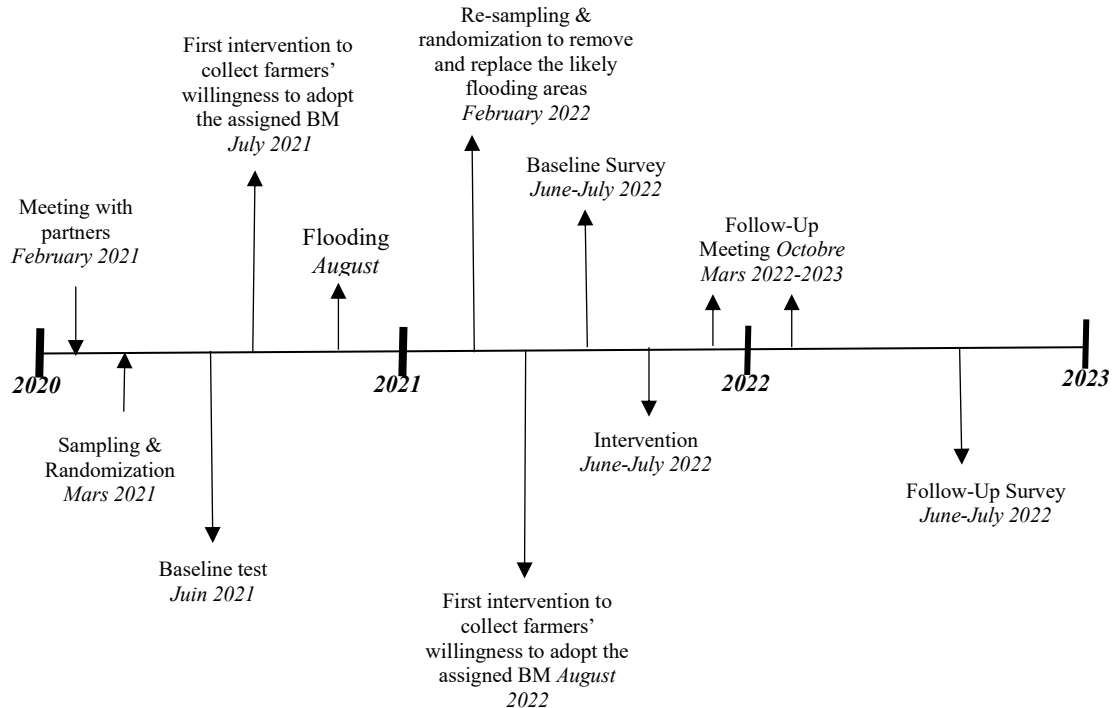 First intervention to
collect farmers’
willingness to adopt
the assigned BM
July 2021
Re-sampling &
randomization to remove
and replace the likely
flooding areas
February 2022
Baseline Survey
June-July 2022
Meeting with
partners
February 2021
Flooding
August
Follow-Up
Meeting Octobre
Mars 2022-2023
2020
2021
2022
2023
Sampling &
Randomization
Mars 2021
Intervention
June-July 2022
Follow-Up Survey
June-July 2022
Baseline test
Juin 2021
First intervention to
collect farmers’
willingness to adopt the
assigned BM August
2022